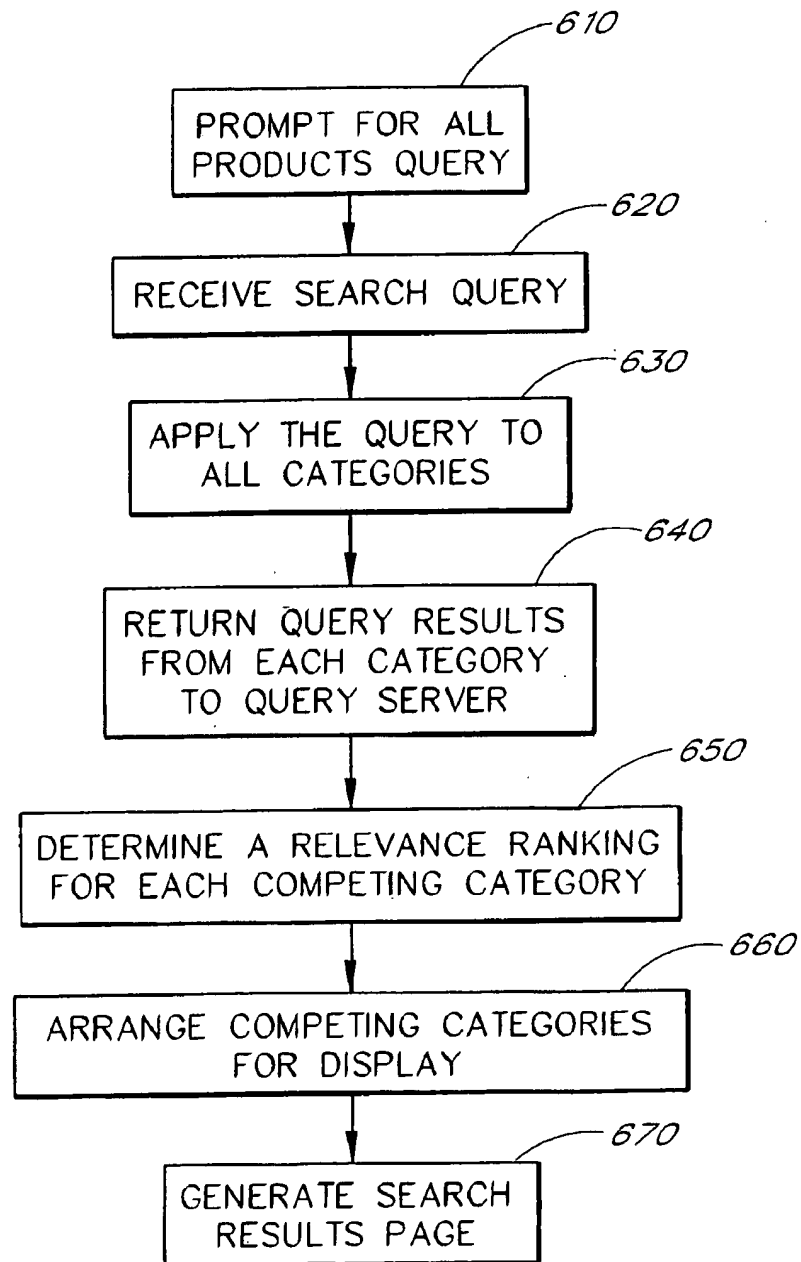 610
PROMPT FOR ALL
PRODUCTS QUERY
620
RECEIVE SEARCH QUERY
630
APPLY THE QUERY TO
ALL CATEGORIES
640
RETURN QUERY RESULTS
FROM EACH CATEGORY
TO QUERY SERVER
650
DETERMINE A RELEVANCE RANKING
FOR EACH COMPETING CATEGORY
660
ARRANGE COMPETING CATEGORIES
FOR DISPLAY
670
GENERATE SEARCH
RESULTS PAGE